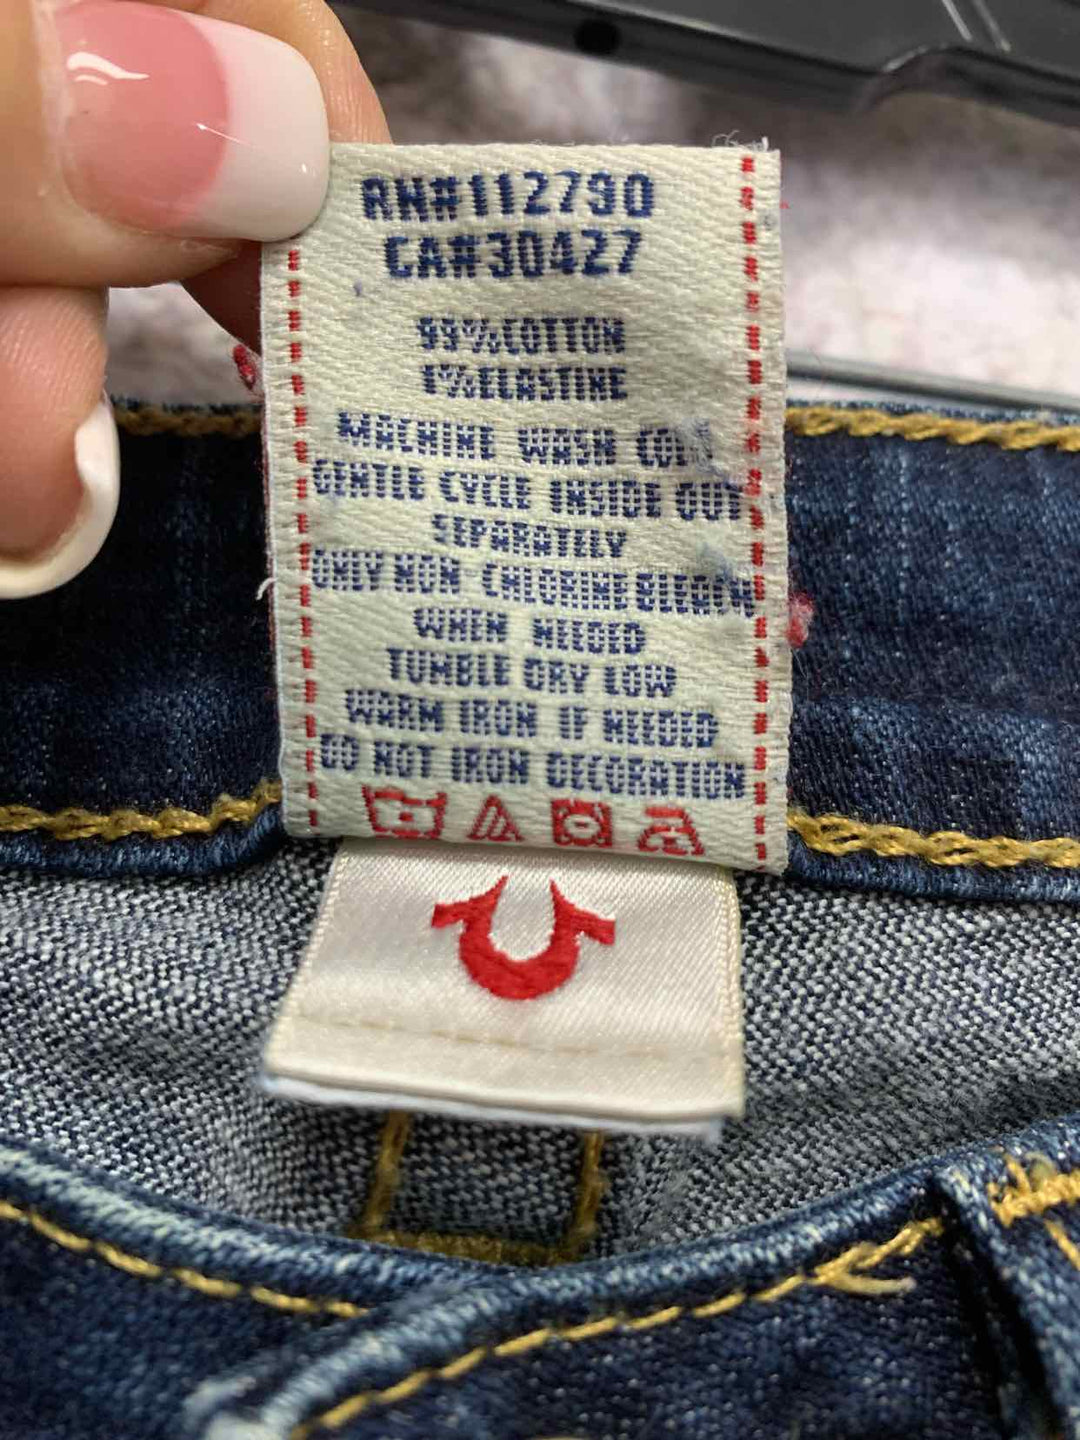 RN#112790
CA#30427
99%COTTON
1%ELASTINE
MACHINE WASH COLD
GENTLE CYCLE INSIDE OUT
SEPARATELY
ONLY NON-CHLORINE BLEACH
WHEN NEEDED
TUMBLE DRY LOW
WARM IRON IF NEEDED
DO NOT IRON DECORATION